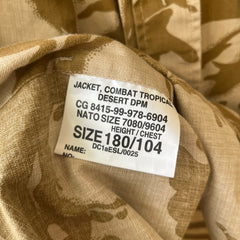 JACKET, COMBAT TROPICAL
DESERT DPM
CG 8415-99-978-6904
NATO SIZE 7080/9604
HEIGHT/CHEST
SIZE 180/104
NAME:
NO:
DC1aESL/0025